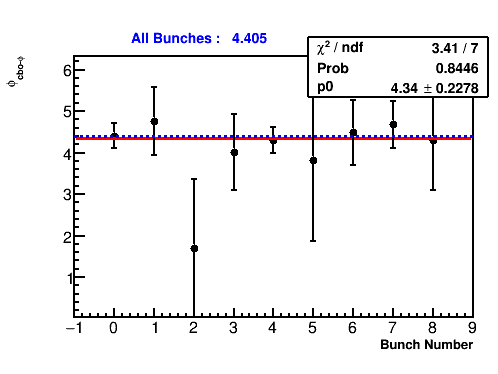 All Bunches : 4.405
χ² / ndf 3.41 / 7
Prob 0.8446
p0 4.34 ± 0.2278
ϕcbo-ϕ
6
5
4
3
2
1
−1 0 1 2 3 4 5 6 7 8 9
Bunch Number